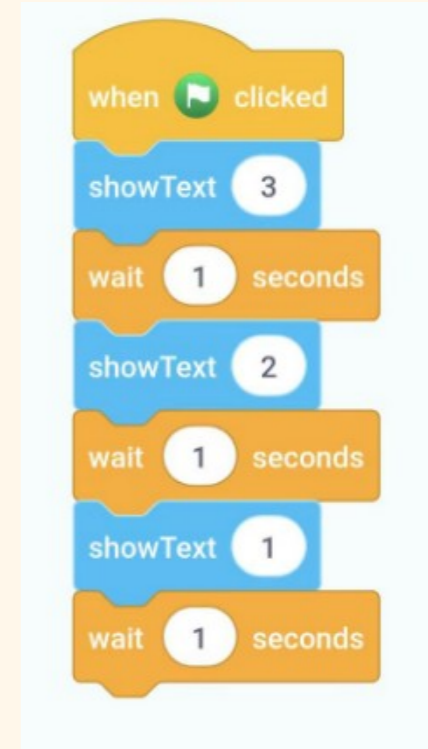 when clicked
showText 3
wait 1 seconds
showText 2
wait 1 seconds
showText 1
wait 1 seconds